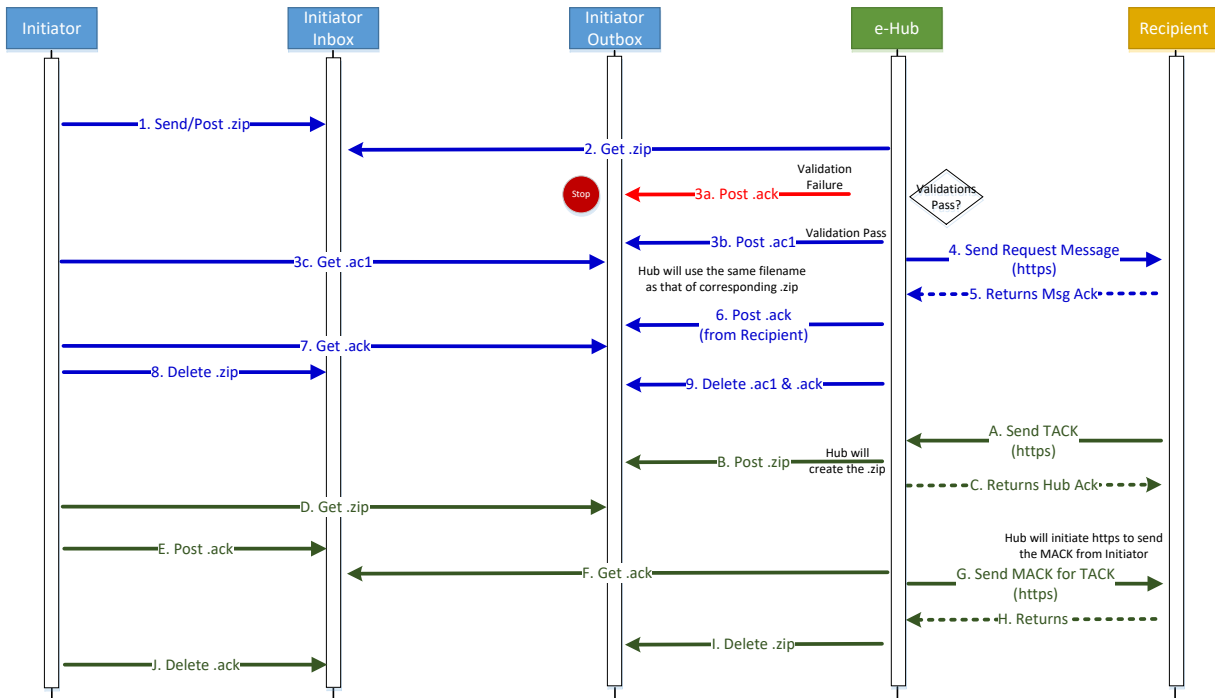 Initiator
Initiator
Inbox
Initiator
Outbox
e-Hub
Recipient
1. Send/Post .zip
2. Get .zip
Validation
Failure
Stop
3a. Post .ack
Validations
Pass?
3b. Post .ac1
Validation Pass
3c. Get .ac1
4. Send Request Message
(https)
Hub will use the same filename
as that of corresponding .zip
5. Returns Msg Ack
6. Post .ack
(from Recipient)
7. Get .ack
8. Delete .zip
9. Delete .ac1 & .ack
A. Send TACK
(https)
B. Post .zip
Hub will
create the .zip
C. Returns Hub Ack
D. Get .zip
E. Post .ack
Hub will initiate https to send
the MACK from Initiator
F. Get .ack
G. Send MACK for TACK
(https)
H. Returns
I. Delete .zip
J. Delete .ack